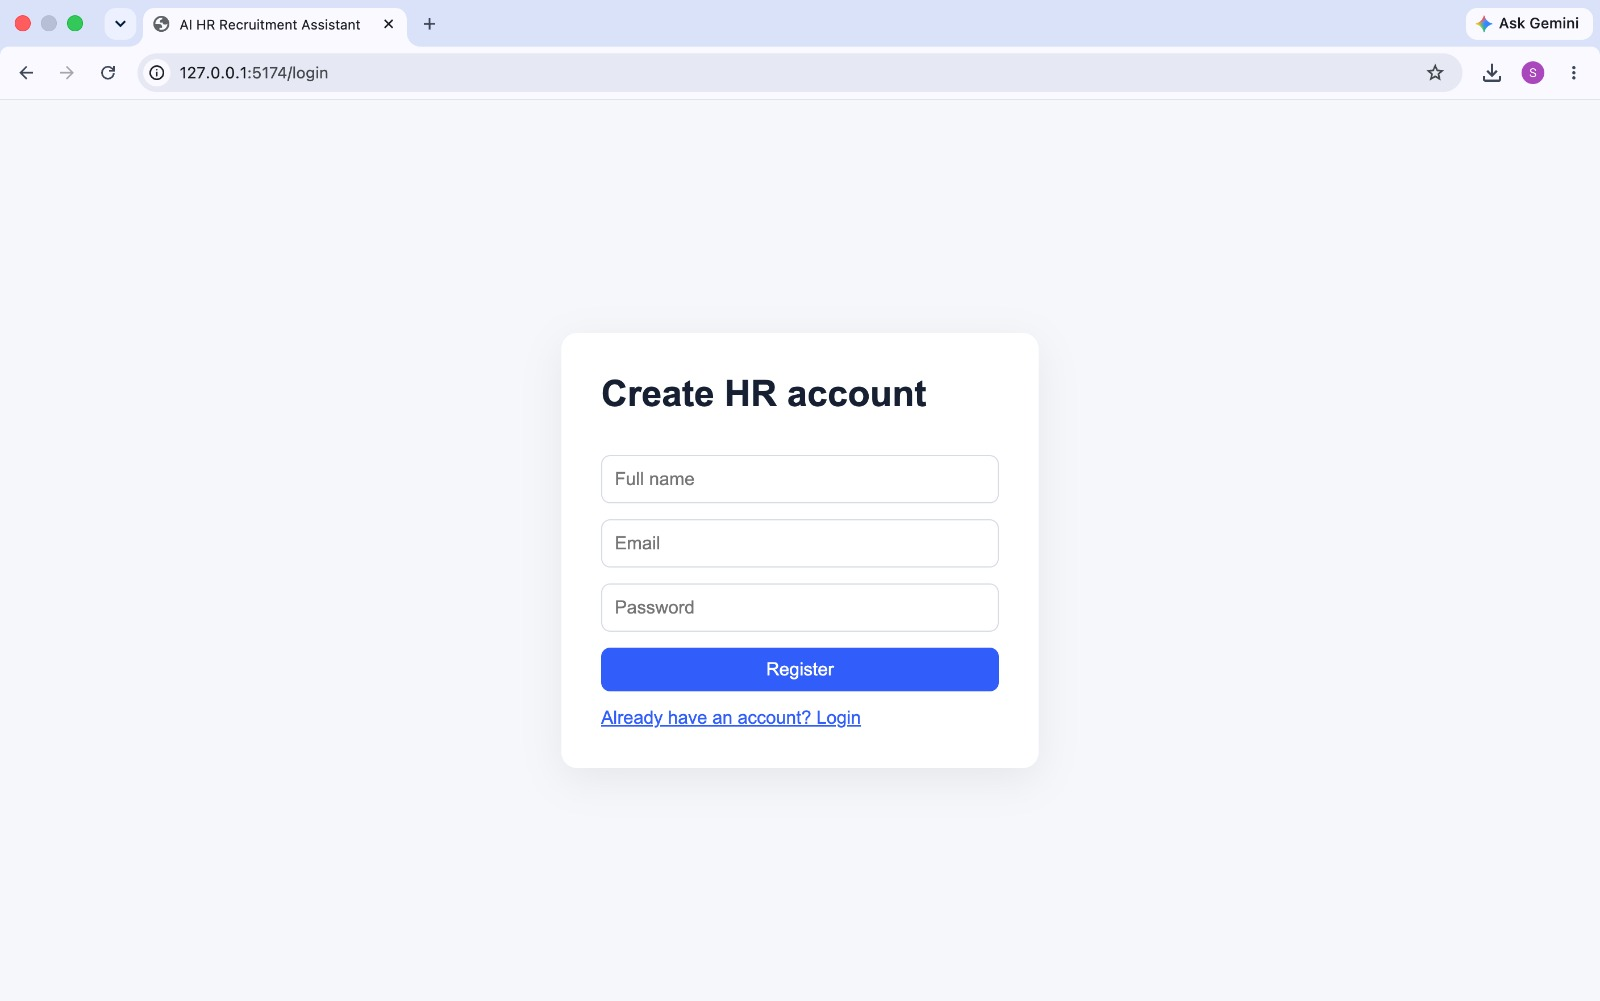 AI HR Recruitment Assistant
Ask Gemini
127.0.0.1:5174/login
S
Create HR account
Full name
Email
Password
Register
Already have an account? Login